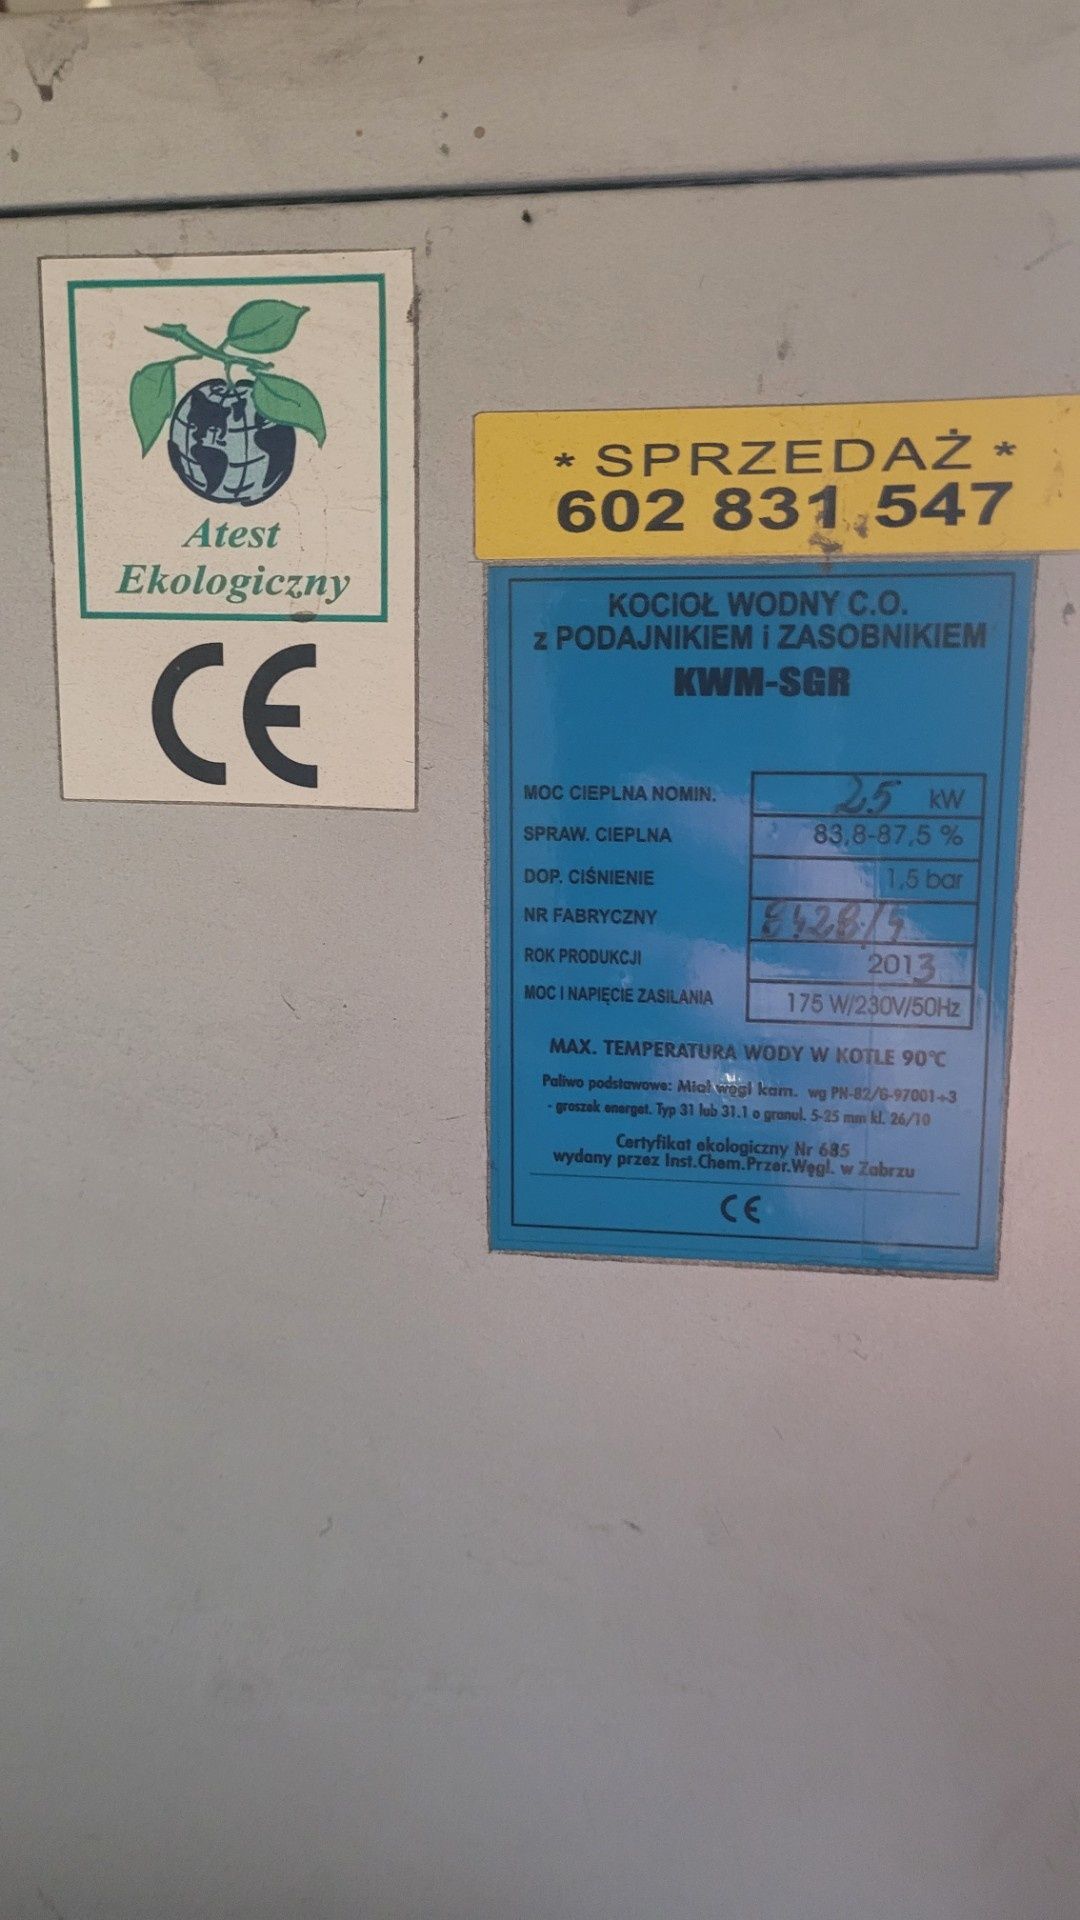 Atest
Ekologiczny
CE
* SPRZEDAŻ *
602 831 547
KOCIOŁ WODNY C.O.
z PODAJNIKIEM i ZASOBNIKIEM
KWM-SGR
MOC CIEPLNA NOMIN. 25 kW
SPRAW. CIEPLNA 83,8-87,5 %
DOP. CIŚNIENIE 1,5 bar
NR FABRYCZNY
ROK PRODUKCJI 2013
MOC I NAPIĘCIE ZASILANIA 175 W/230V/50Hz
MAX. TEMPERATURA WODY W KOTLE 90°C
Paliwo podstawowe: Miał węgl kam. wg PN-82/G-97001÷3
- groszek energet. Typ 31 lub 31.1 o granul. 5-25 mm kl. 26/10
Certyfikat ekologiczny Nr 685
wydany przez Inst.Chem.Przer.Węgl. w Zabrzu
CE